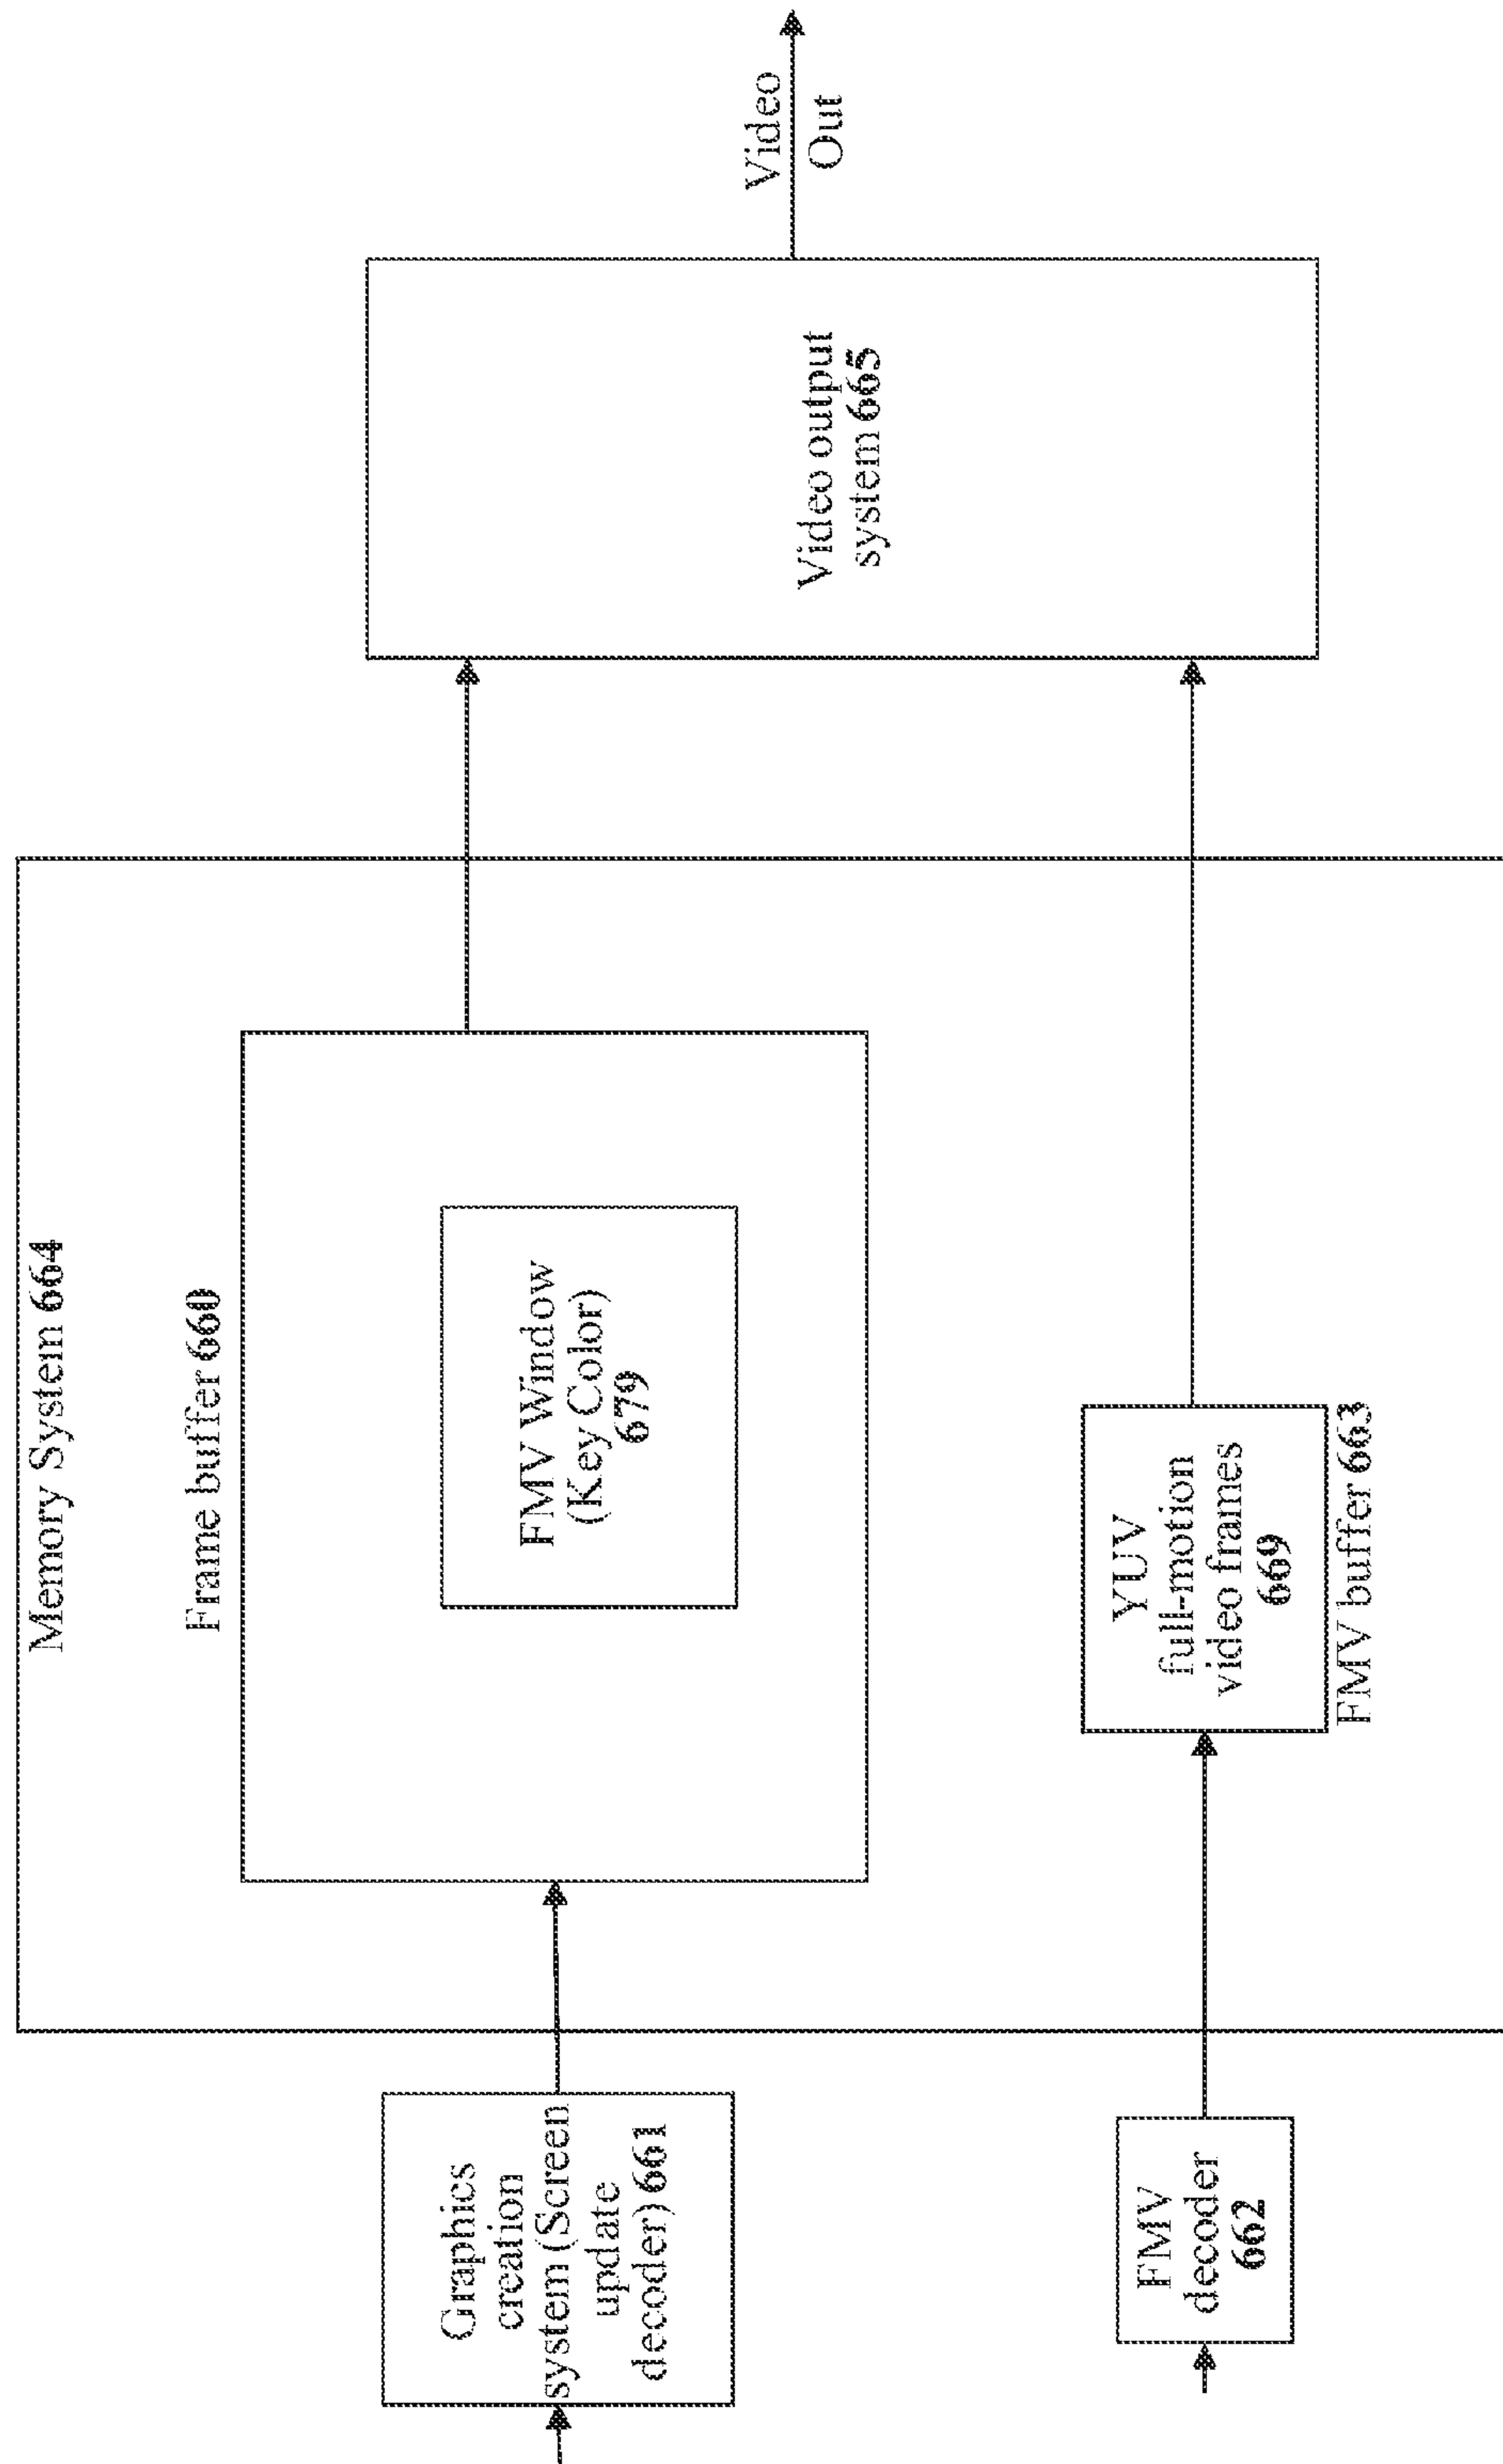 Memory System 664
Frame buffer 660
Graphics
creation
system (Screen
update
decoder) 661
FMV Window
(Key Color)
679
Video output
system 665
Video
Out
FMV
decoder
662
YUV
full-motion
video frames
669
FMV buffer 663